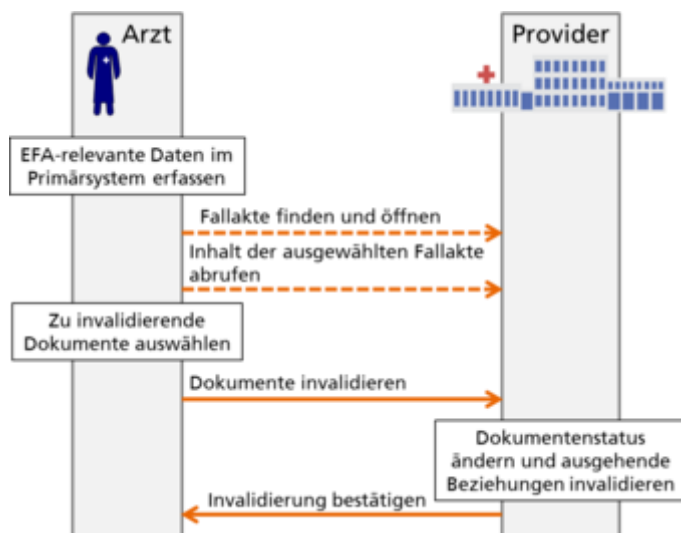 Arzt
Provider
EFA-relevante Daten im
Primärsystem erfassen
Fallakte finden und öffnen
Inhalt der ausgewählten Fallakte
abrufen
Zu invalidierende
Dokumente auswählen
Dokumente invalidieren
Dokumentenstatus
ändern und ausgehende
Beziehungen invalidieren
Invalidierung bestätigen